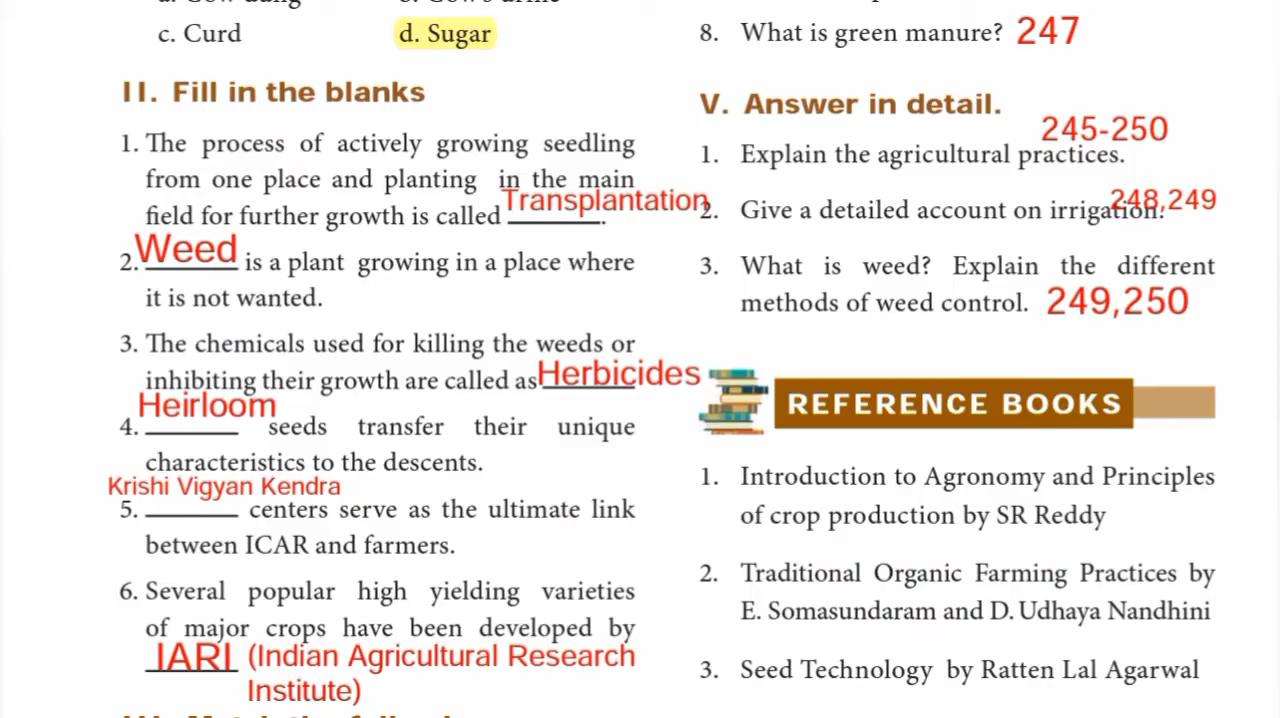 c. Curd
d. Sugar
II. Fill in the blanks
1. The process of actively growing seedling
from one place and planting in the main
field for further growth is called ________.
Transplantation
Weed
2. ________ is a plant growing in a place where
it is not wanted.
3. The chemicals used for killing the weeds or
inhibiting their growth are called as ________
Herbicides
Heirloom
4. ________ seeds transfer their unique
characteristics to the descents.
Krishi Vigyan Kendra
5. ________ centers serve as the ultimate link
between ICAR and farmers.
6. Several popular high yielding varieties
of major crops have been developed by
________ IARI (Indian Agricultural Research
Institute)
8. What is green manure? 247
V. Answer in detail.
245-250
1. Explain the agricultural practices.
248,249
2. Give a detailed account on irrigation.
3. What is weed? Explain the different
methods of weed control. 249,250
REFERENCE BOOKS
1. Introduction to Agronomy and Principles
of crop production by SR Reddy
2. Traditional Organic Farming Practices by
E. Somasundaram and D. Udhaya Nandhini
3. Seed Technology by Ratten Lal Agarwal